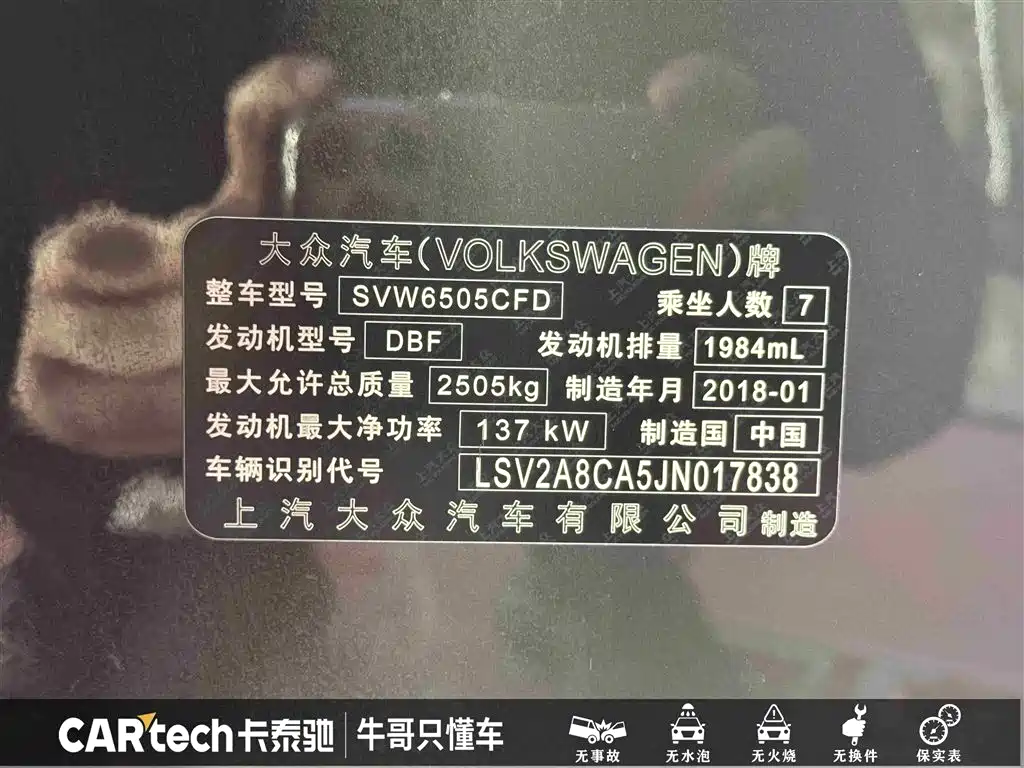 大众汽车(VOLKSWAGEN)牌
整车型号 SVW6505CFD 乘坐人数 7
发动机型号 DBF 发动机排量 1984mL
最大允许总质量 2505kg 制造年月 2018-01
发动机最大净功率 137 kW 制造国 中国
车辆识别代号 LSV2A8CA5JN017838
上汽大众汽车有限公司 制造
CARtech卡泰驰 牛哥只懂车
无事故 无水泡 无火烧 无换件 保实表